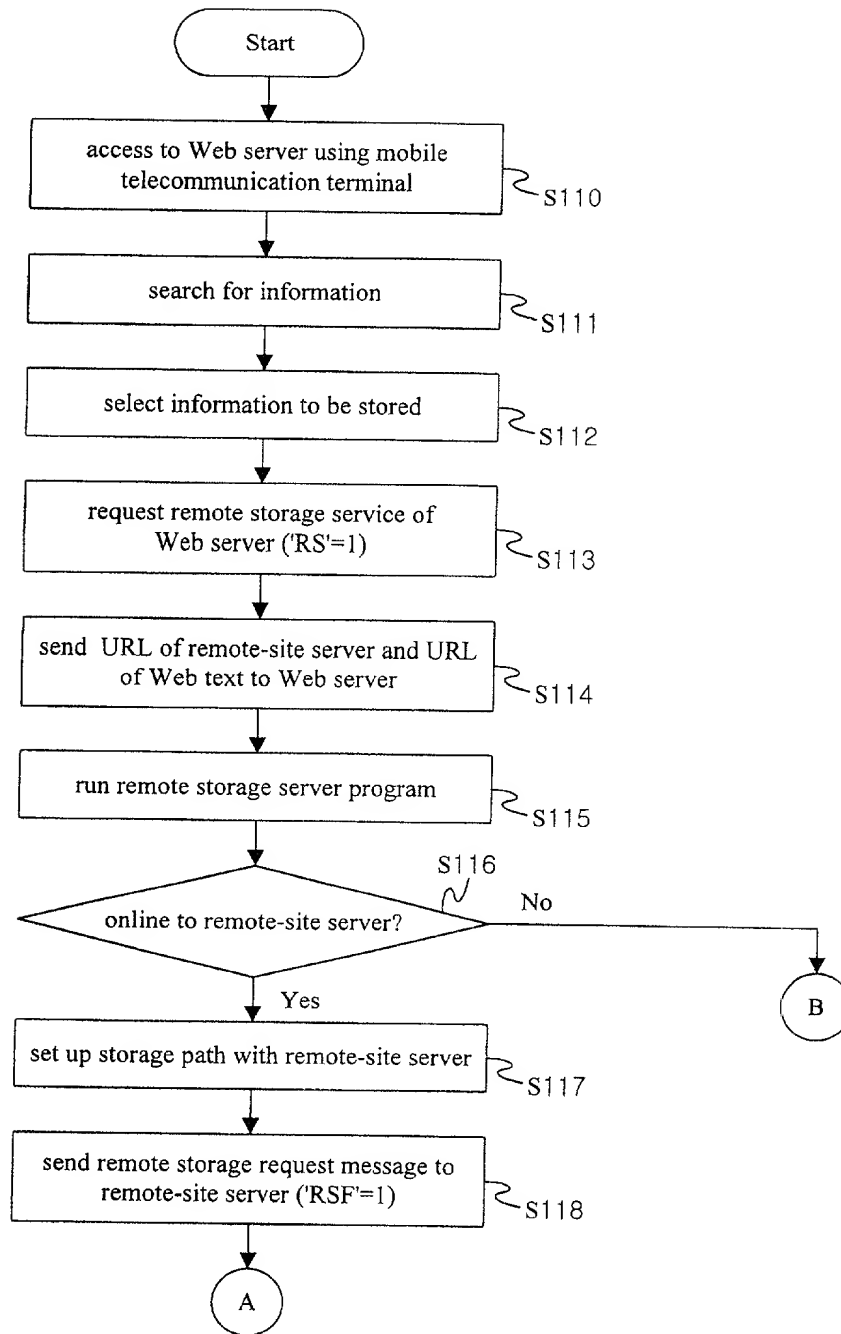 Start
access to Web server using mobile
telecommunication terminal
S110
search for information
S111
select information to be stored
S112
request remote storage service of
Web server ('RS'=1)
S113
send URL of remote-site server and URL
of Web text to Web server
S114
run remote storage server program
S115
S116
online to remote-site server?
No
Yes
B
set up storage path with remote-site server
S117
send remote storage request message to
remote-site server ('RSF'=1)
S118
A